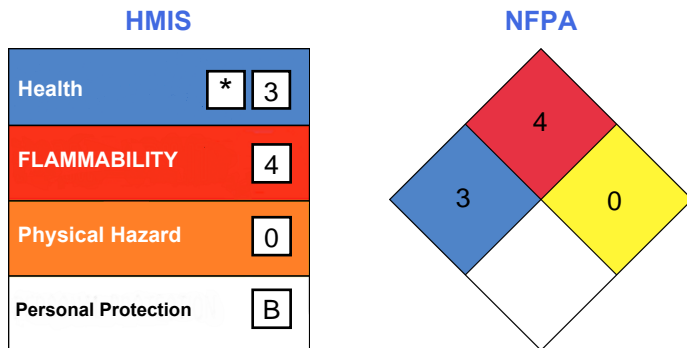 HMIS
Health * 3
FLAMMABILITY 4
Physical Hazard 0
Personal Protection B
NFPA
4
3 0